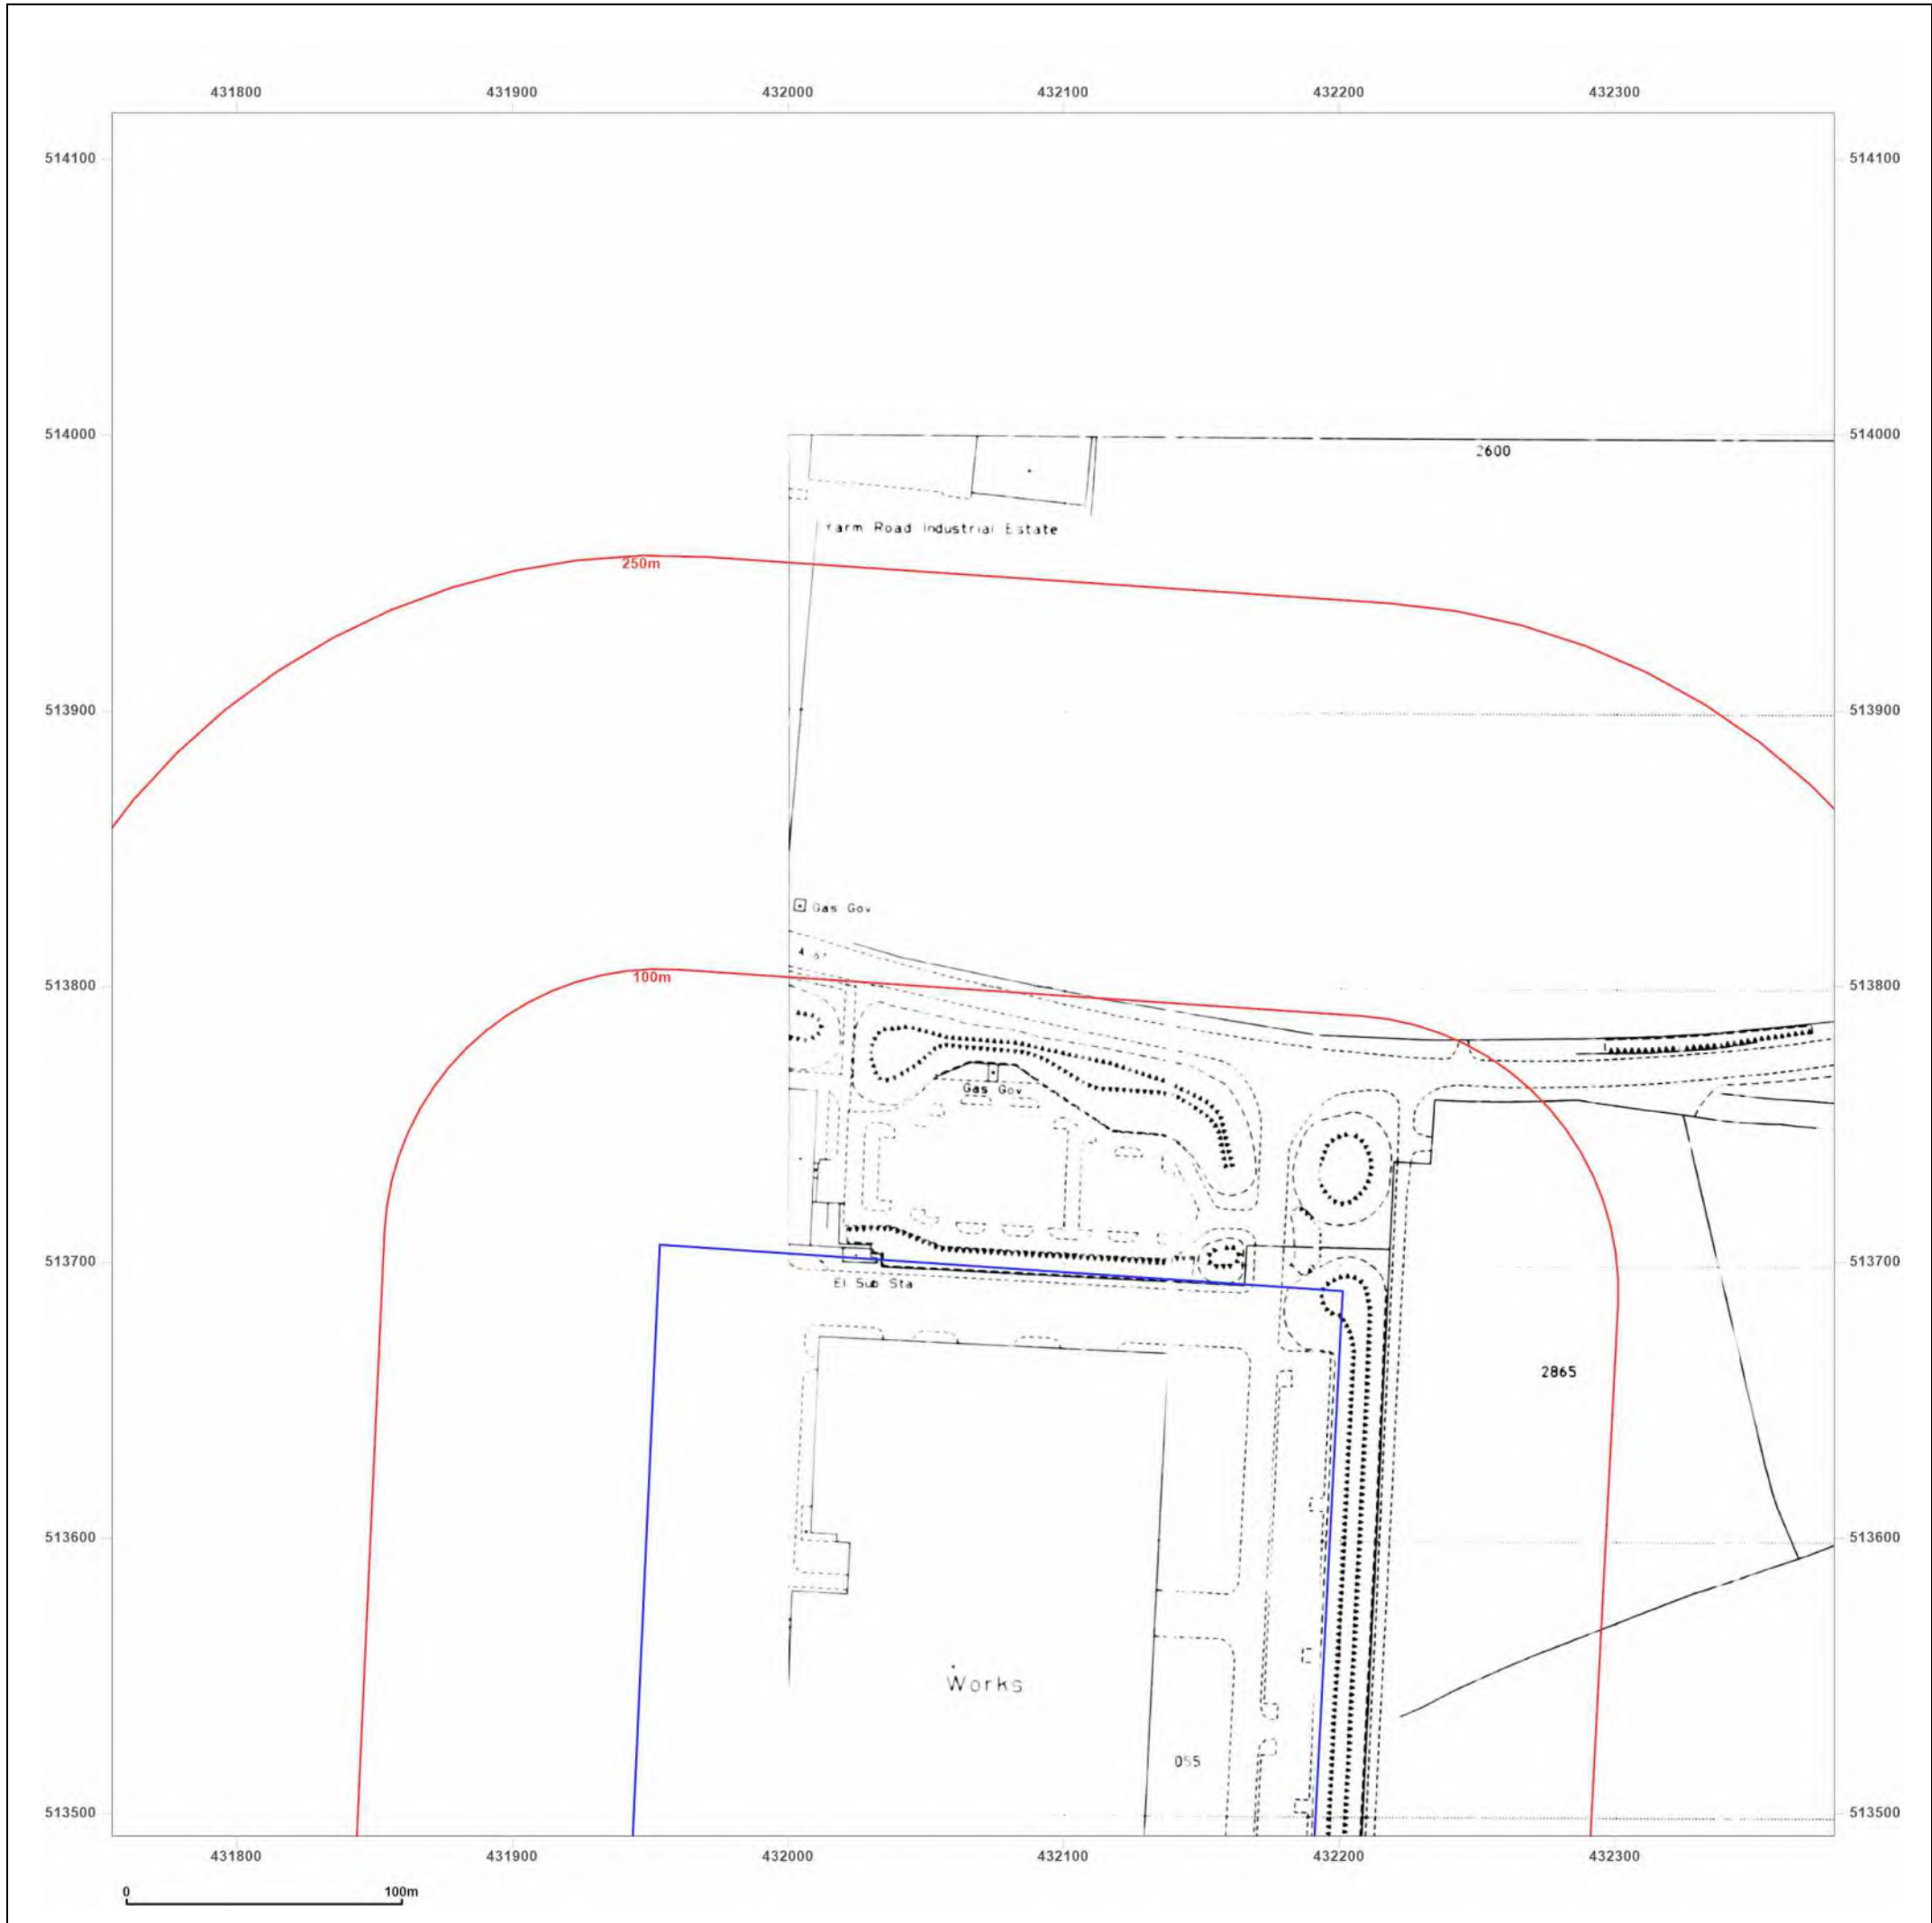 431800 431900 432000 432100 432200 432300
514100 514100
514000 514000
2600
Yarm Road Industrial Estate
250m
513900 513900
Gas Gov
100m
513800 513800
Gas Gov
513700 513700
El Sub Sta
2865
513600 513600
Works
055
513500 513500
431800 431900 432000 432100 432200 432300
0 100m